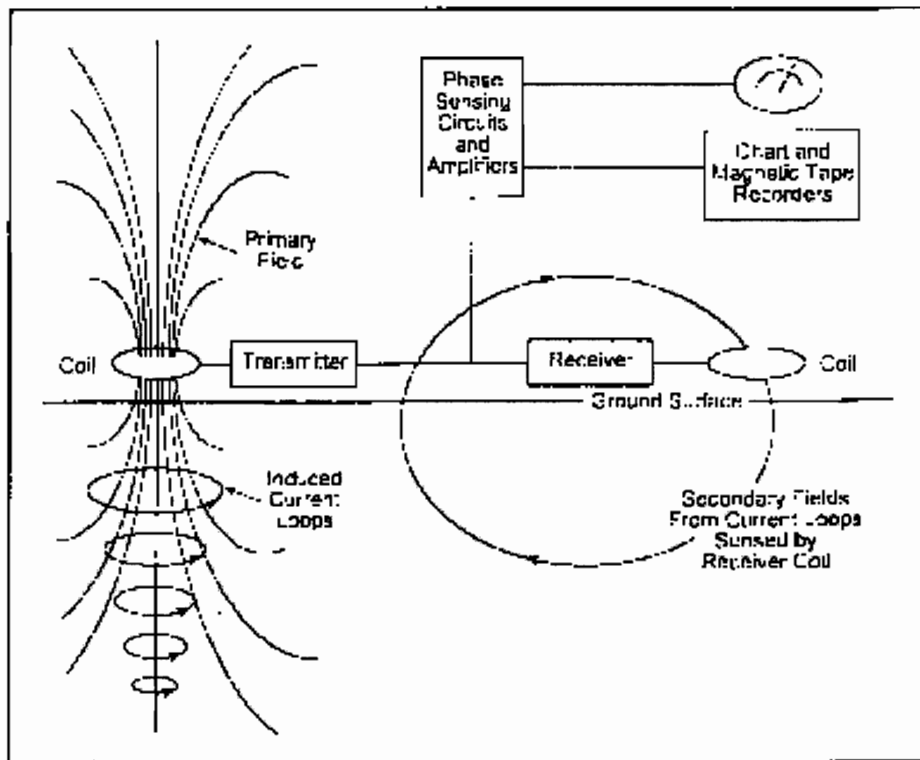 Phase
Sensing
Circuits
and
Amplifiers
Chart and
Magnetic Tape
Recorders
Primary
Field
Coil
Transmitter
Receiver
Coil
Ground Surface
Induced
Current
Loops
Secondary Fields
From Current Loops
Sensed by
Receiver Coil